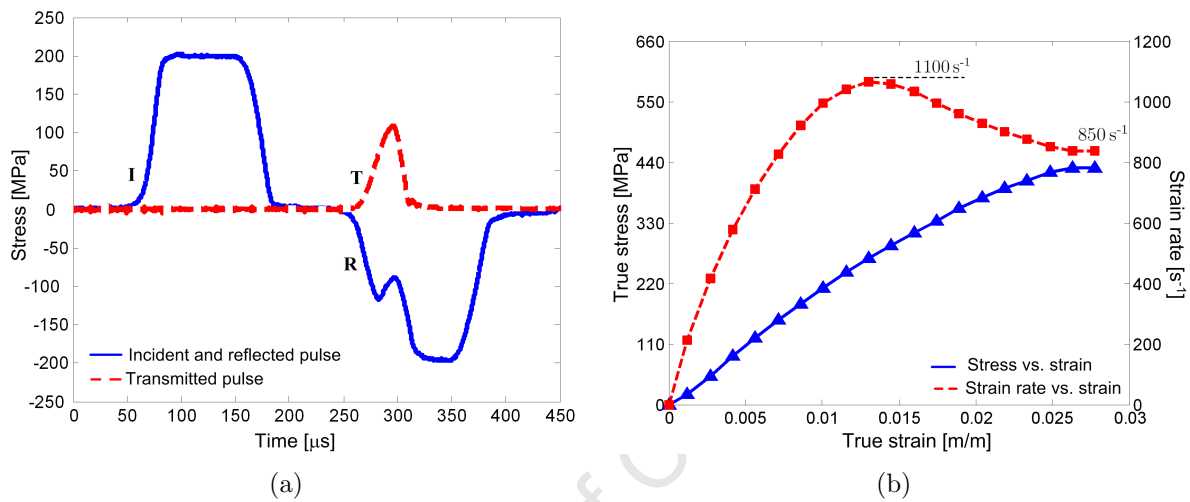 250
200
150
100
50
0
-50
-100
-150
-200
-250
Stress [MPa]
I
T
R
Incident and reflected pulse
Transmitted pulse
0 50 100 150 200 250 300 350 400 450
Time [μs]
(a)
660
550
440
330
220
110
0
True stress [MPa]
1100 s⁻¹
850 s⁻¹
Stress vs. strain
Strain rate vs. strain
1200
1000
800
600
400
200
0
Strain rate [s⁻¹]
0 0.005 0.01 0.015 0.02 0.025 0.03
True strain [m/m]
(b)
f C